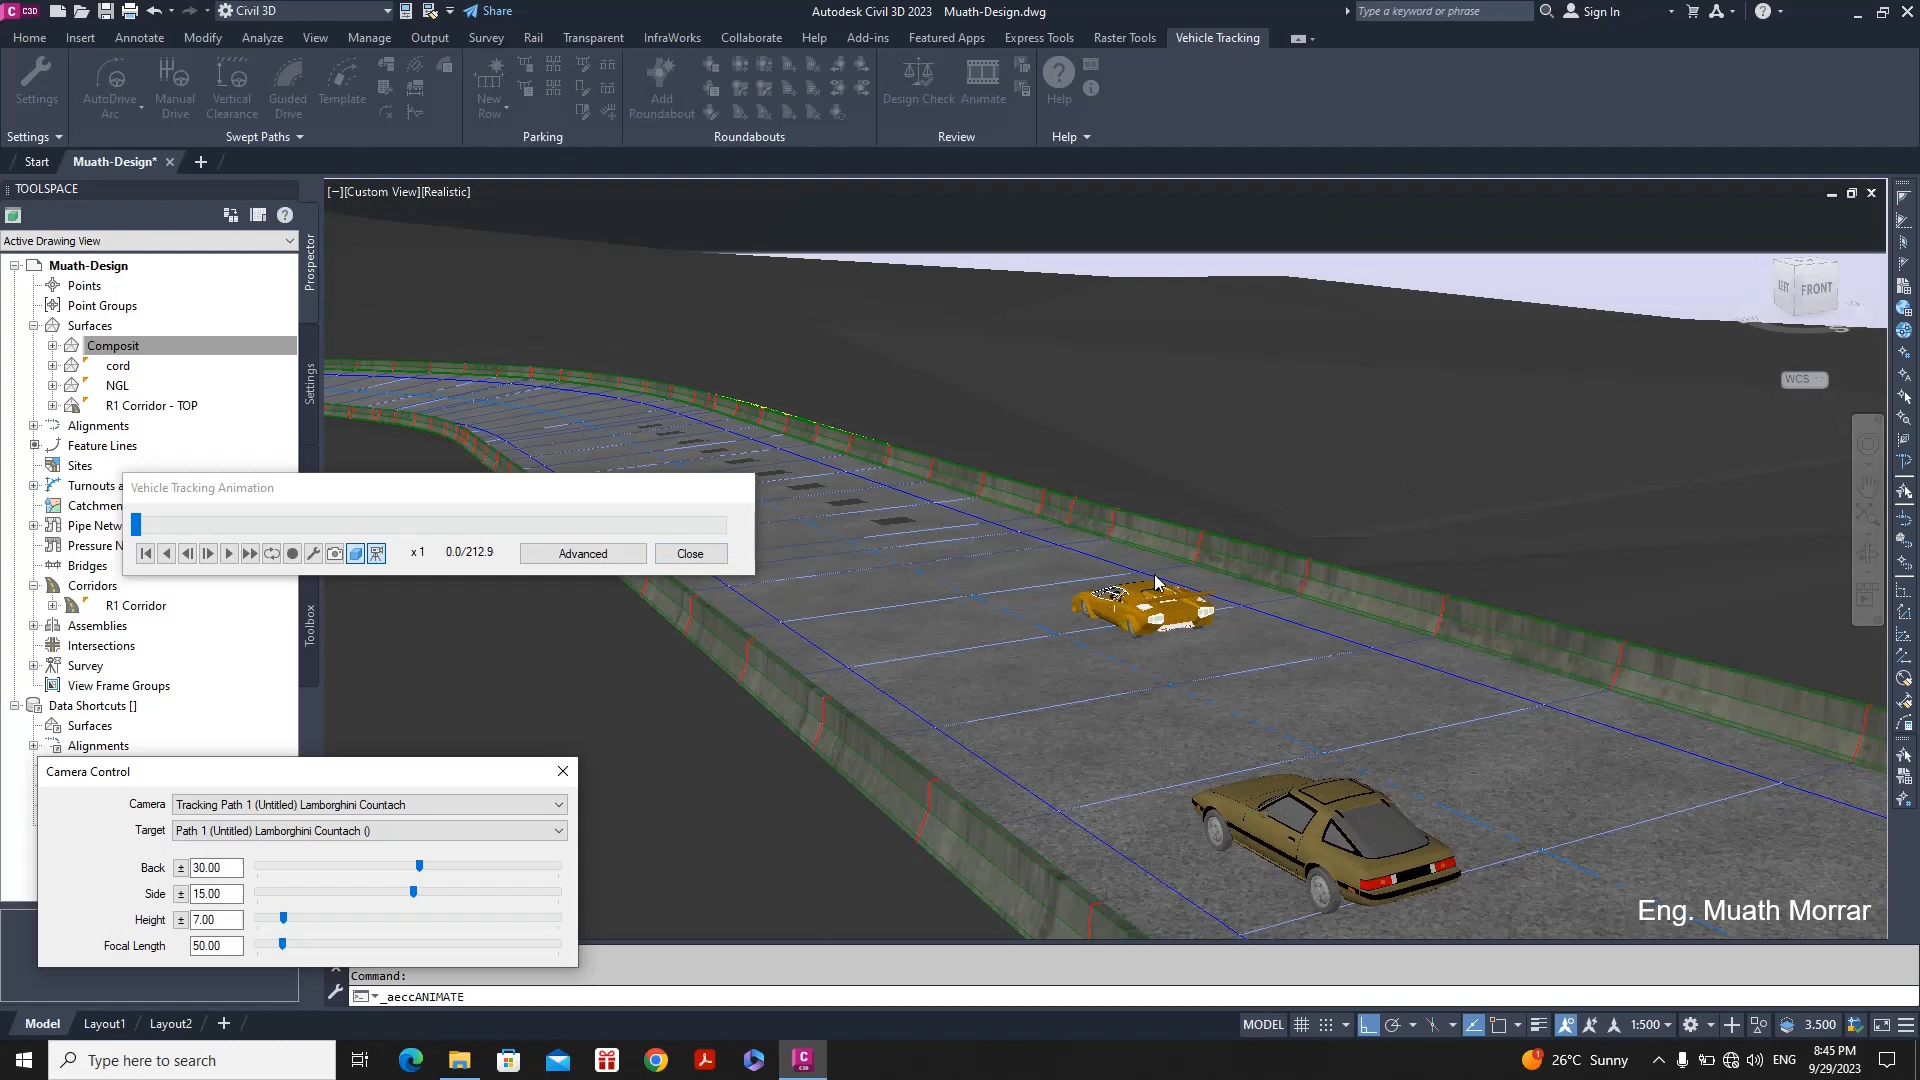 C3D Civil 3D Share Autodesk Civil 3D 2023 Muath-Design.dwg Type a keyword or phrase Sign In
Home Insert Annotate Modify Analyze View Manage Output Survey Rail Transparent InfraWorks Collaborate Help Add-ins Featured Apps Express Tools Raster Tools Vehicle Tracking
Settings AutoDrive Arc Manual Drive Vertical Clearance Guided Drive Template New Row Add Roundabout Design Check Animate Help
Settings Swept Paths Parking Roundabouts Review Help
Start Muath-Design*
TOOLSPACE
[−][Custom View][Realistic]
Active Drawing View
Prospector
Settings
Toolbox
Muath-Design
Points
Point Groups
Surfaces
Composit
cord
NGL
R1 Corridor - TOP
Alignments
Feature Lines
Sites
Turnouts a
Catchmen
Pipe Netw
Pressure N
Bridges
Corridors
R1 Corridor
Assemblies
Intersections
Survey
View Frame Groups
Data Shortcuts []
Surfaces
Alignments
LEFT FRONT
WCS
Vehicle Tracking Animation
x 1 0.0/212.9 Advanced Close
Camera Control
Camera Tracking Path 1 (Untitled) Lamborghini Countach
Target Path 1 (Untitled) Lamborghini Countach ()
Back ± 30.00
Side ± 15.00
Height ± 7.00
Focal Length 50.00
Eng. Muath Morrar
Command:
_aeccANIMATE
Model Layout1 Layout2 MODEL 1:500 3.500
Type here to search 26°C Sunny ENG 8:45 PM
9/29/2023